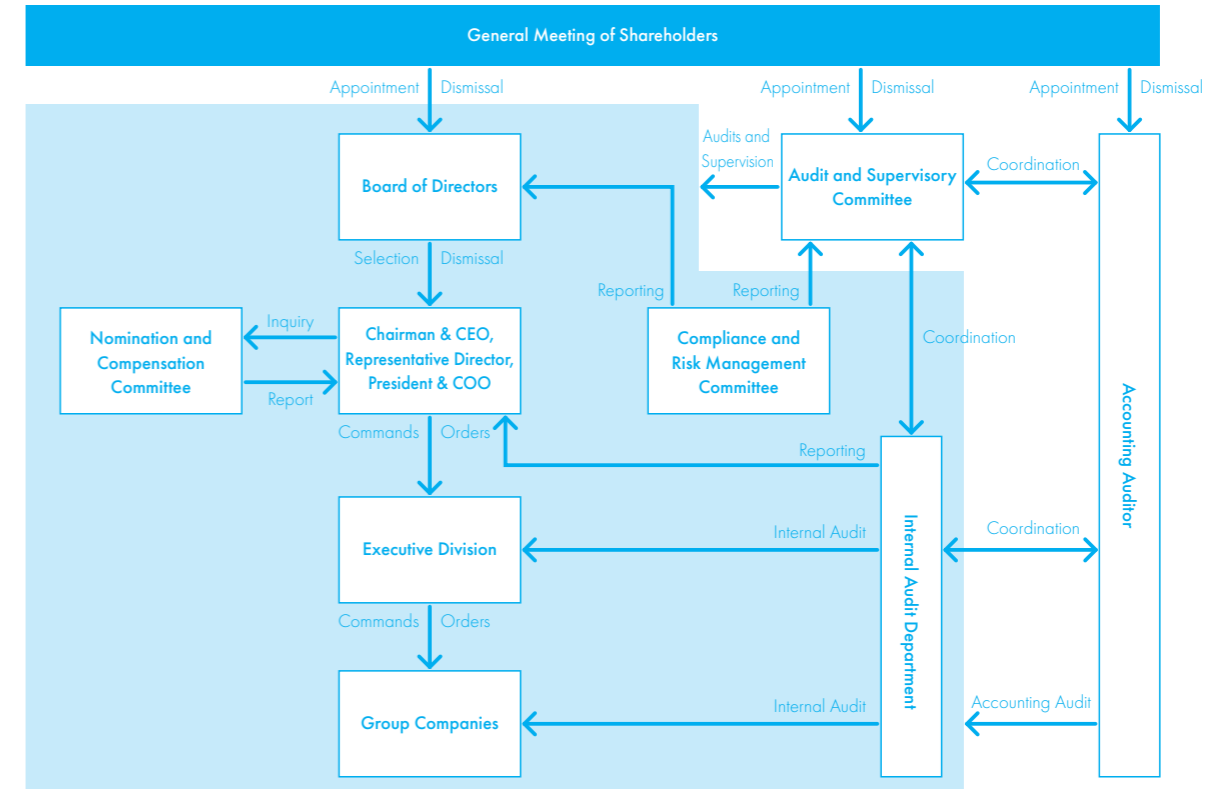 General Meeting of Shareholders
Appointment Dismissal
Appointment Dismissal
Appointment Dismissal
Audits and
Supervision
Board of Directors
Audit and Supervisory
Committee
Coordination
Selection Dismissal
Reporting
Reporting
Inquiry
Nomination and
Compensation
Committee
Report
Chairman & CEO,
Representative Director,
President & COO
Compliance and
Risk Management
Committee
Coordination
Commands Orders
Reporting
Executive Division
Internal Audit
Internal Audit Department
Coordination
Accounting Auditor
Commands Orders
Group Companies
Internal Audit
Accounting Audit